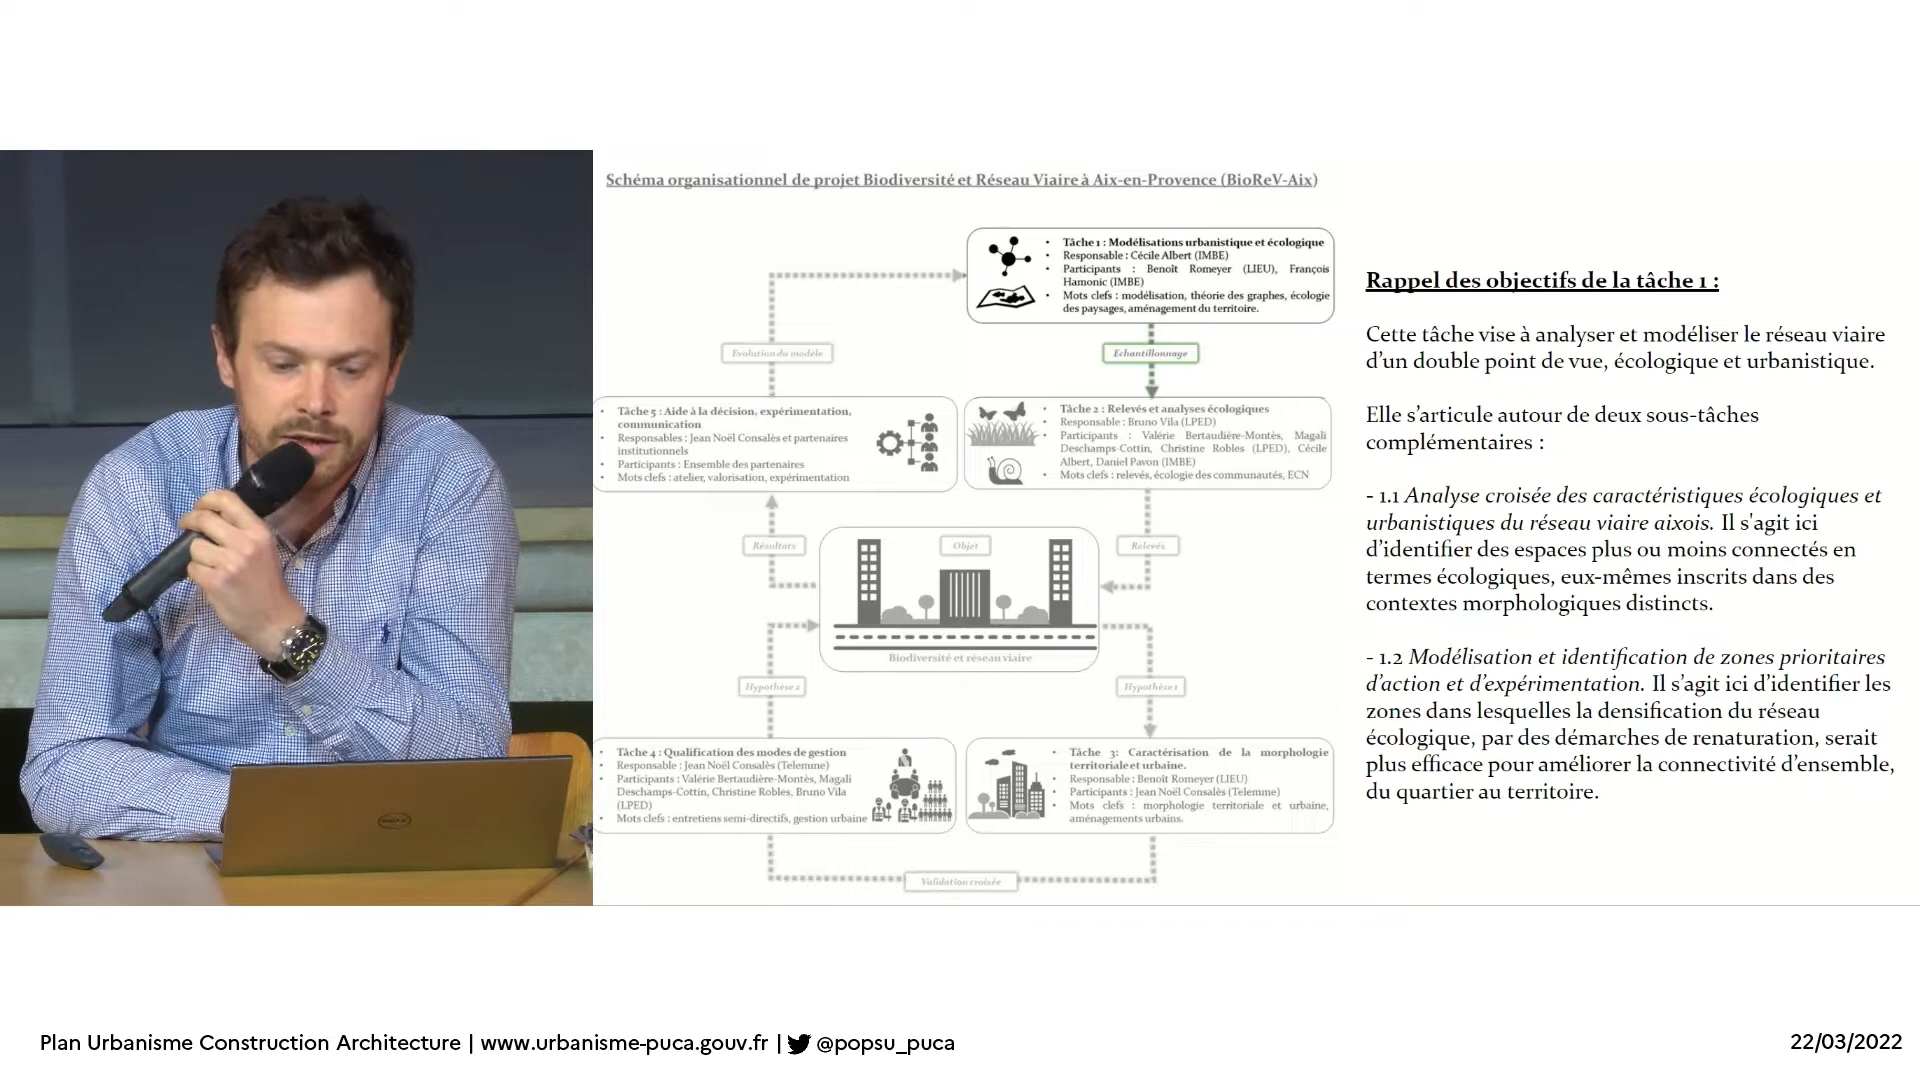 Schéma organisationnel de projet Biodiversité et Réseau Viaire à Aix-en-Provence (BioReV-Aix)
• Tâche 1 : Modélisations urbanistique et écologique
• Responsable : Cécile Albert (IMBE)
• Participants : Benoît Romeyer (LIEU), François
Hamonic (IMBE)
• Mots clefs : modélisation, théorie des graphes, écologie
des paysages, aménagement du territoire.
Evolution du modèle
Echantillonnage
• Tâche 5 : Aide à la décision, expérimentation,
communication
• Responsables : Jean Noël Consalès et partenaires
institutionnels
• Participants : Ensemble des partenaires
• Mots clefs : atelier, valorisation, expérimentation
• Tâche 2 : Relevés et analyses écologiques
• Responsable : Bruno Vila (LPED)
• Participants : Valérie Bertaudière-Montès, Magali
Deschamps-Cottin, Christine Robles (LPED), Cécile
Albert, Daniel Pavon (IMBE)
• Mots clefs : relevés, écologie des communautés, ECN
Résultats
Objet
Relevés
Biodiversité et réseau viaire
Hypothèse 2
Hypothèse 1
• Tâche 4 : Qualification des modes de gestion
• Responsable : Jean Noël Consalès (Telemme)
• Participants : Valérie Bertaudière-Montès, Magali
Deschamps-Cottin, Christine Robles, Bruno Vila
(LPED)
• Mots clefs : entretiens semi-directifs, gestion urbaine
• Tâche 3: Caractérisation de la morphologie
territoriale et urbaine.
• Responsable : Benoît Romeyer (LIEU)
• Participants : Jean Noël Consalès (Telemme)
• Mots clefs : morphologie territoriale et urbaine,
aménagements urbains.
Validation croisée
Rappel des objectifs de la tâche 1 :
Cette tâche vise à analyser et modéliser le réseau viaire
d’un double point de vue, écologique et urbanistique.
Elle s’articule autour de deux sous-tâches
complémentaires :
- 1.1 Analyse croisée des caractéristiques écologiques et
urbanistiques du réseau viaire aixois. Il s'agit ici
d’identifier des espaces plus ou moins connectés en
termes écologiques, eux-mêmes inscrits dans des
contextes morphologiques distincts.
- 1.2 Modélisation et identification de zones prioritaires
d’action et d’expérimentation. Il s’agit ici d’identifier les
zones dans lesquelles la densification du réseau
écologique, par des démarches de renaturation, serait
plus efficace pour améliorer la connectivité d’ensemble,
du quartier au territoire.
DELL
Plan Urbanisme Construction Architecture | www.urbanisme-puca.gouv.fr | @popsu_puca
22/03/2022